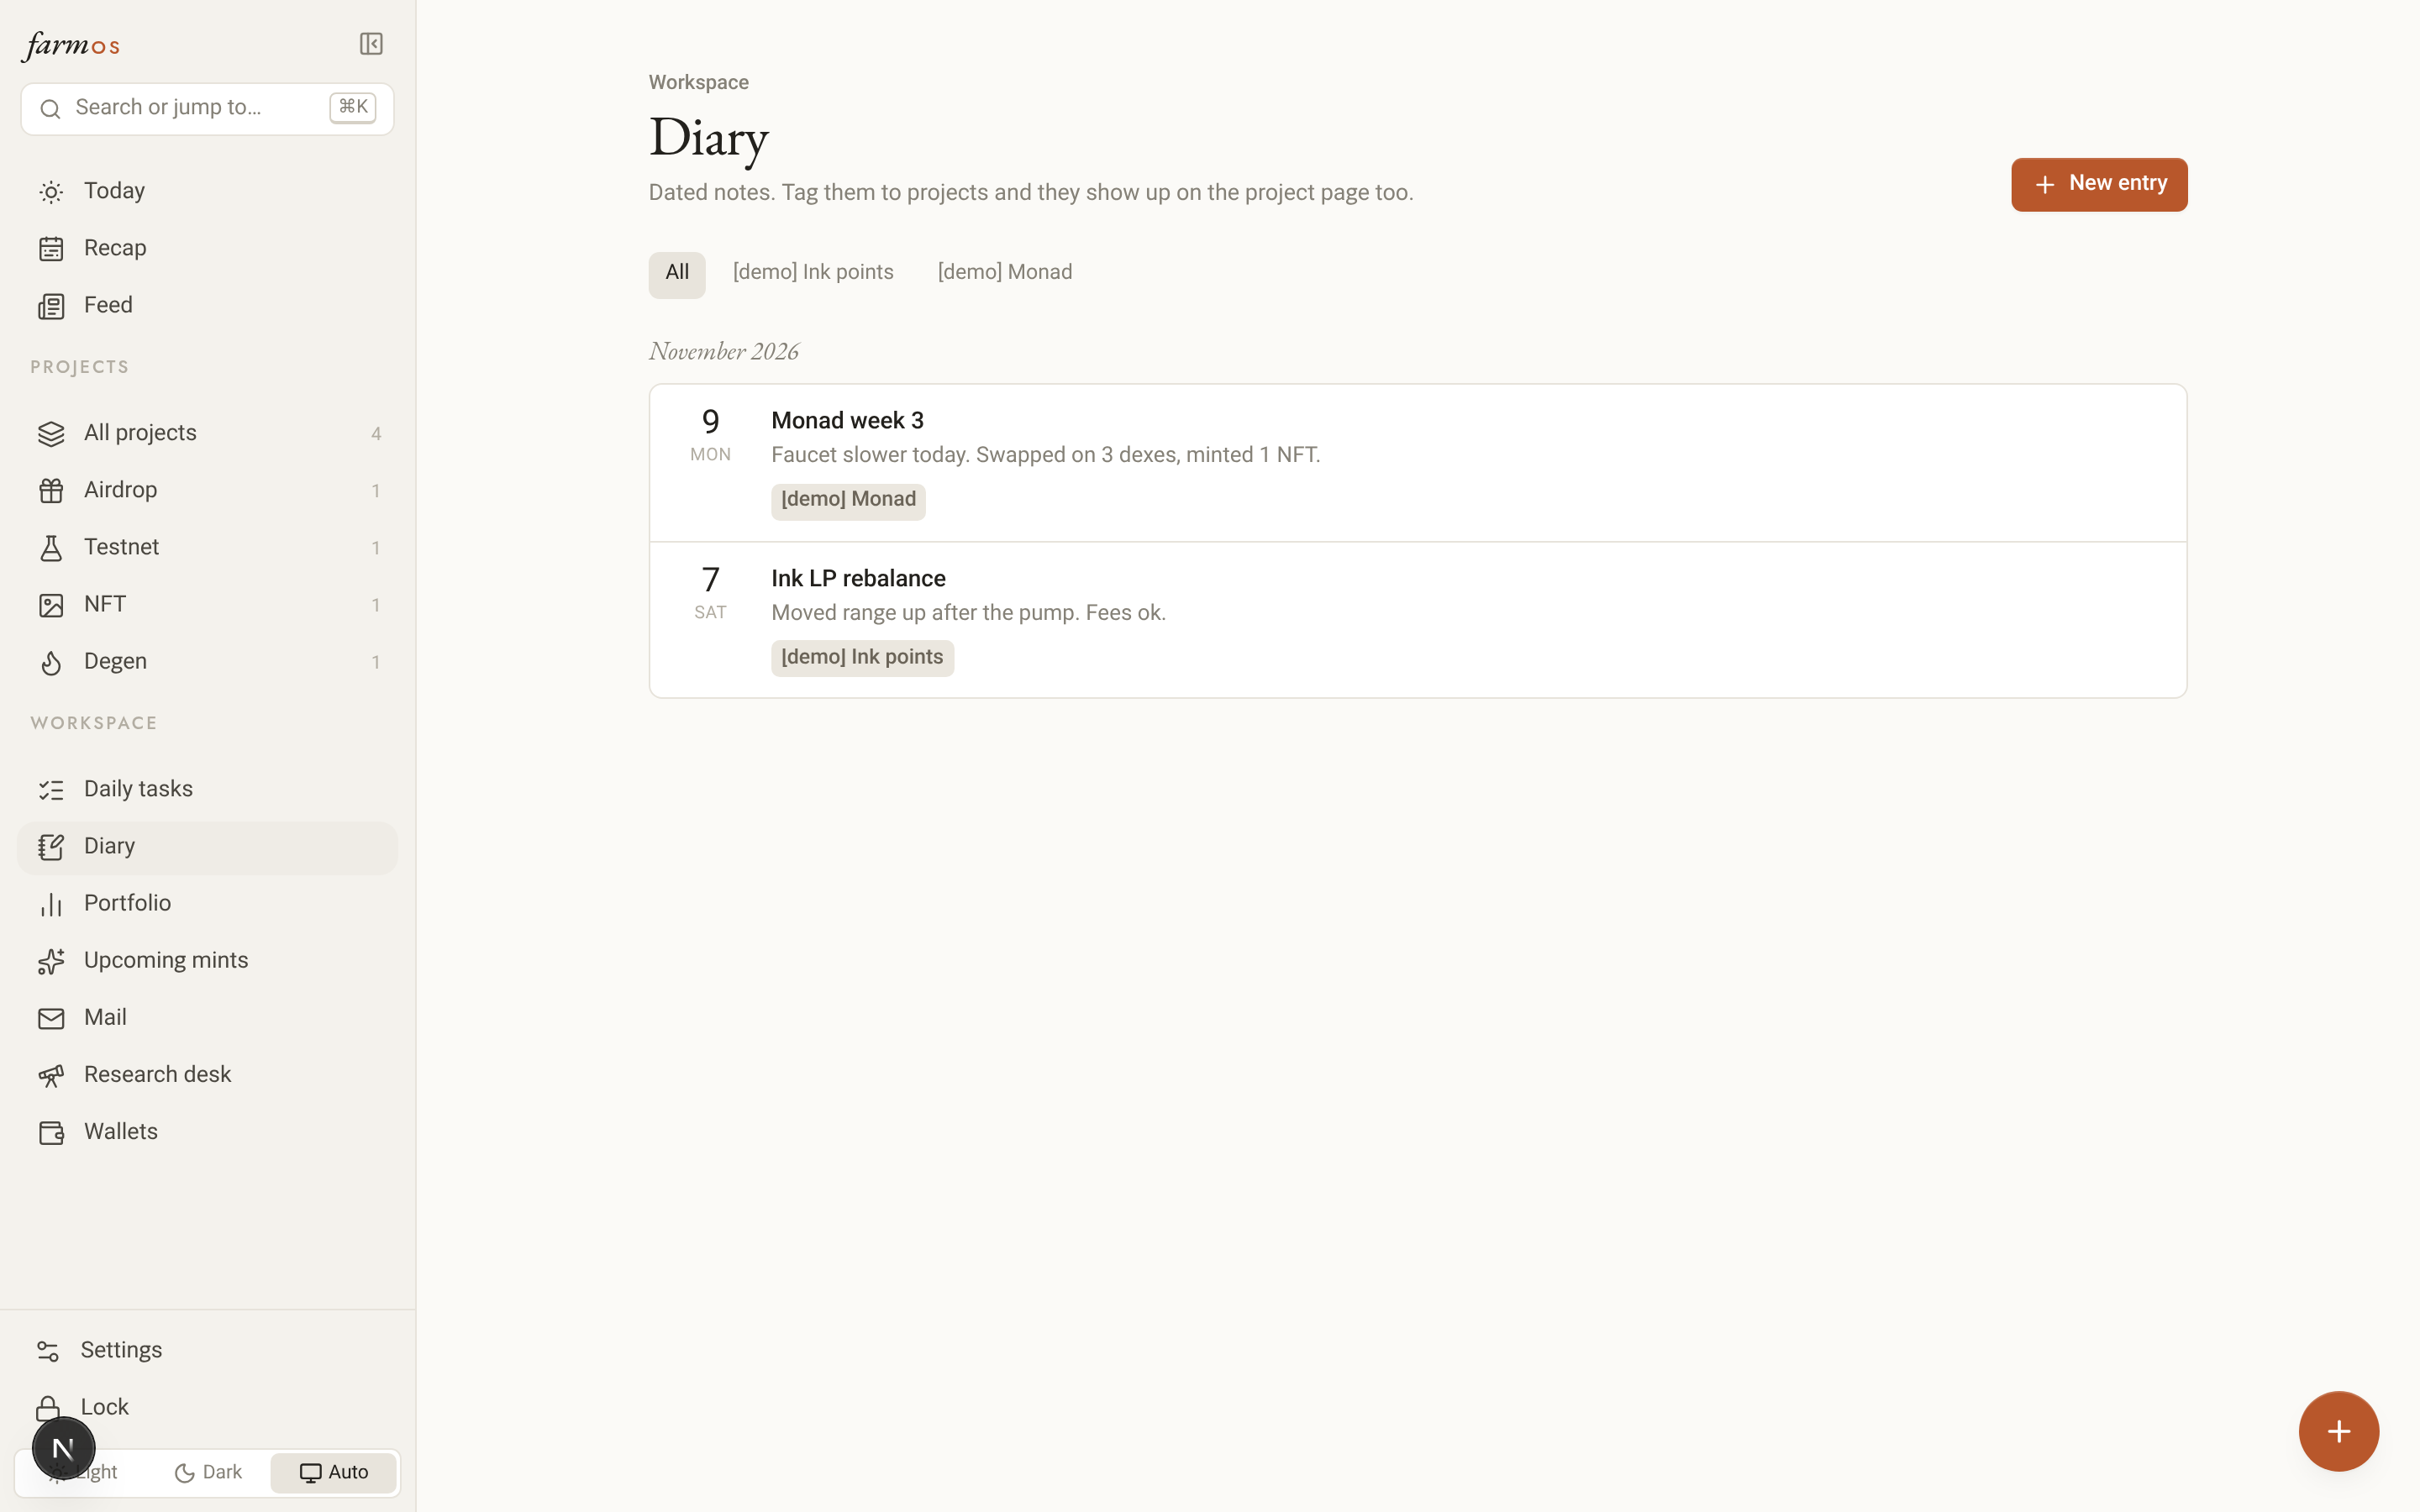 farmos
Search or jump to... ⌘K
Today
Recap
Feed
PROJECTS
All projects 4
Airdrop 1
Testnet 1
NFT 1
Degen 1
WORKSPACE
Daily tasks
Diary
Portfolio
Upcoming mints
Mail
Research desk
Wallets
Settings
Lock
N
Light Dark Auto
Workspace
Diary
Dated notes. Tag them to projects and they show up on the project page too.
+ New entry
All [demo] Ink points [demo] Monad
November 2026
9 Monad week 3
MON Faucet slower today. Swapped on 3 dexes, minted 1 NFT.
[demo] Monad
7 Ink LP rebalance
SAT Moved range up after the pump. Fees ok.
[demo] Ink points
+